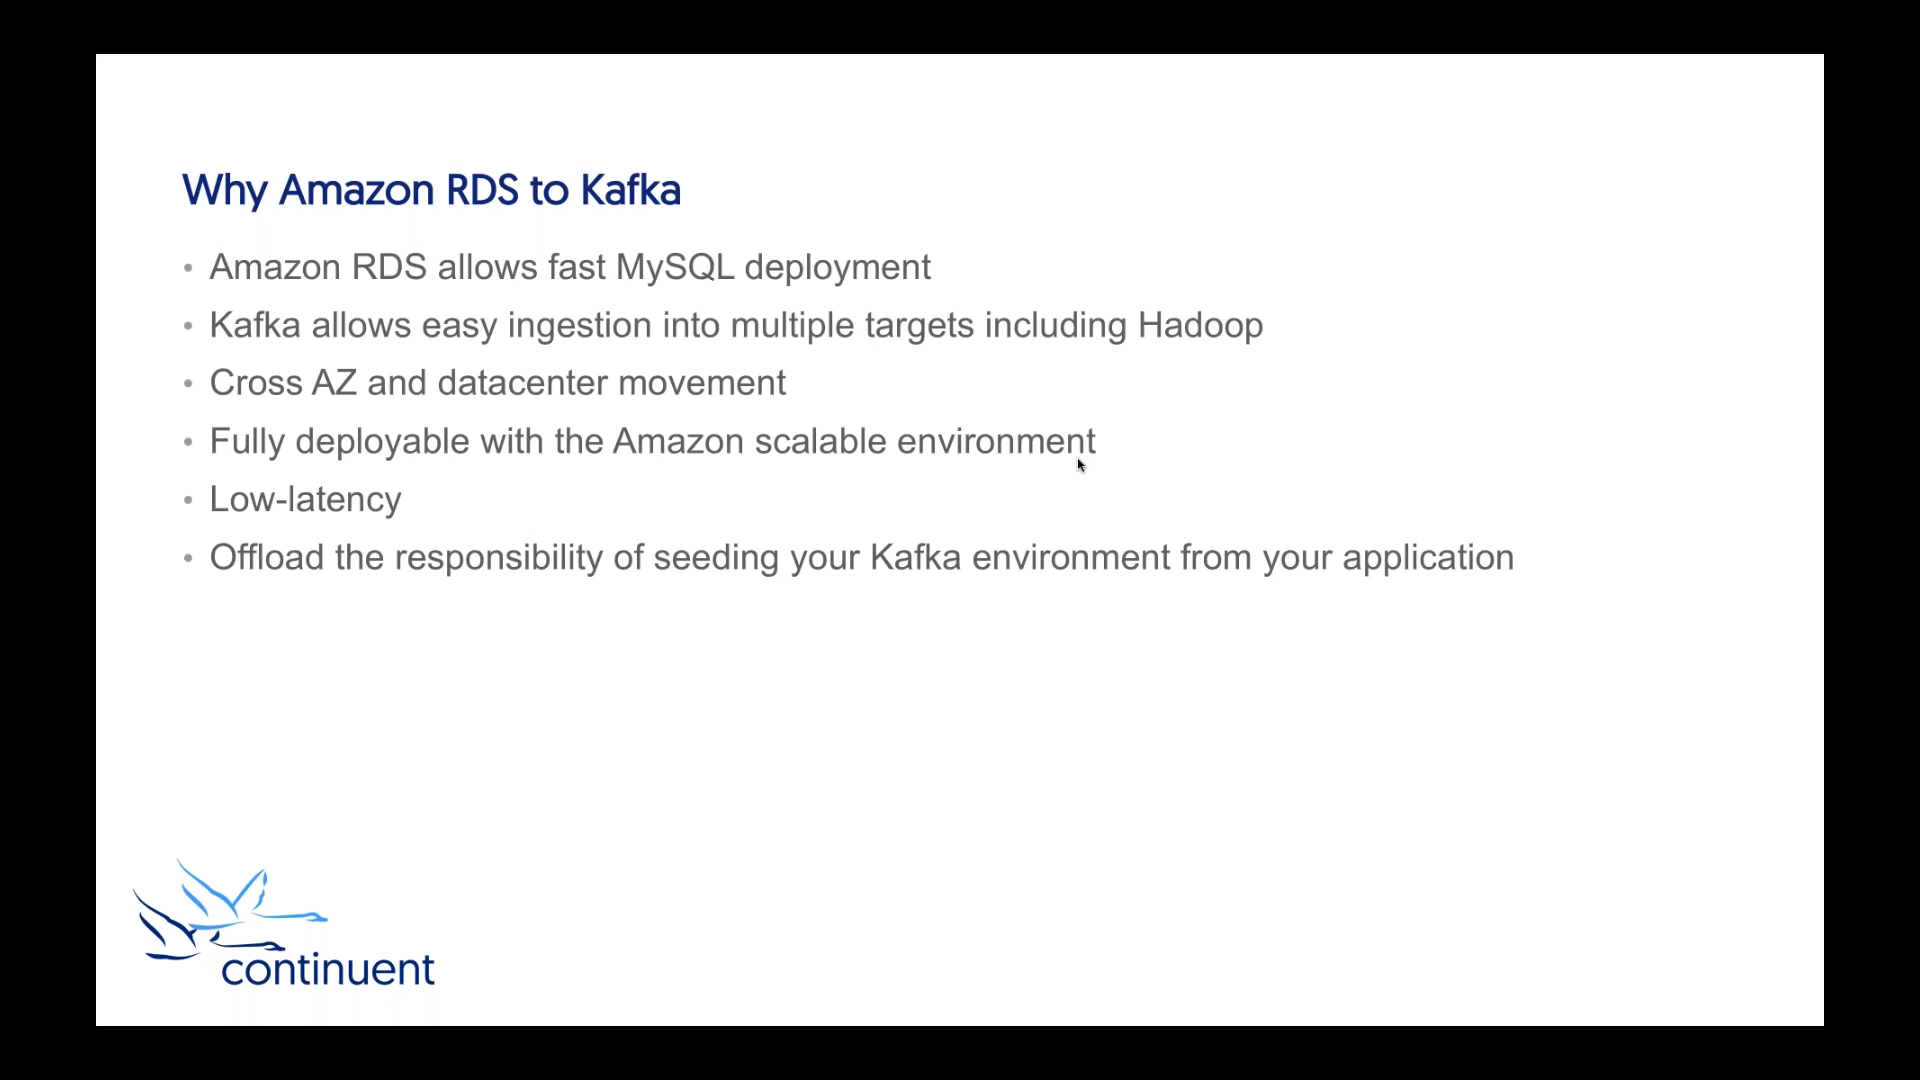 Why Amazon RDS to Kafka
• Amazon RDS allows fast MySQL deployment
• Kafka allows easy ingestion into multiple targets including Hadoop
• Cross AZ and datacenter movement
• Fully deployable with the Amazon scalable environment
• Low-latency
• Offload the responsibility of seeding your Kafka environment from your application
continuent